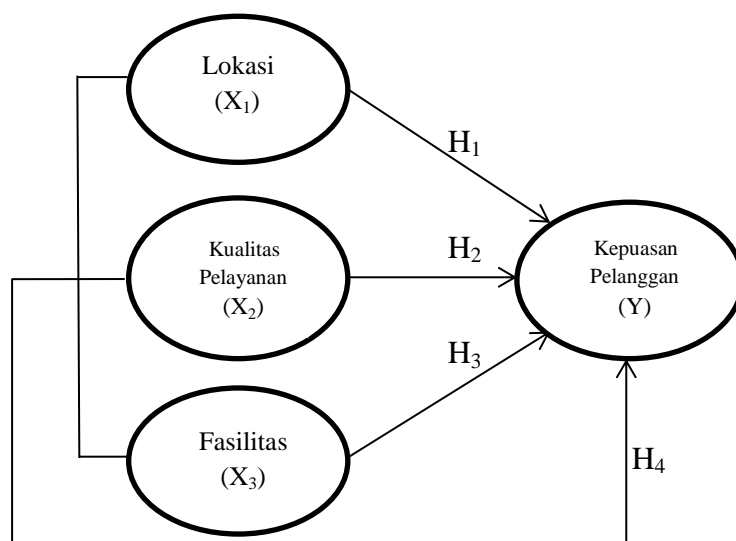 Lokasi
(X₁)
H₁
Kualitas
Pelayanan
(X₂)
H₂
Kepuasan
Pelanggan
(Y)
H₃
Fasilitas
(X₃)
H₄